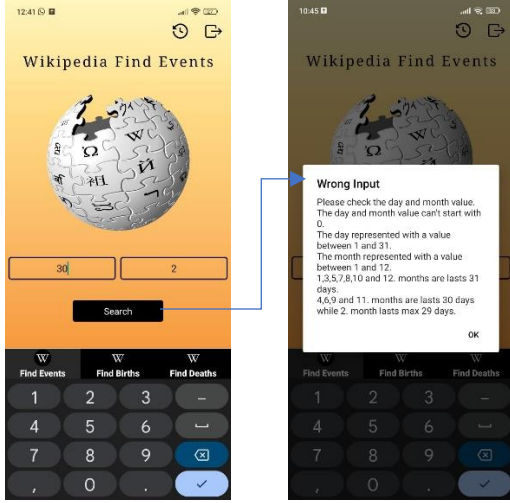 12:41
Wikipedia Find Events
W
Ω
И
祖
30
2
Search
W W W
Find Events Find Births Find Deaths
1 2 3 -
4 5 6
7 8 9
, 0 .
10:45
Wikipedia Find Events
Wrong Input
Please check the day and month value.
The day and month value can't start with
0.
The day represented with a value
between 1 and 31.
The month represented with a value
between 1 and 12.
1,3,5,7,8,10 and 12. months are lasts 31
days.
4,6,9 and 11. months are lasts 30 days
while 2. month lasts max 29 days.
OK
W W W
Find Events Find Births Find Deaths
1 2 3 -
4 5 6
7 8 9
, 0 .